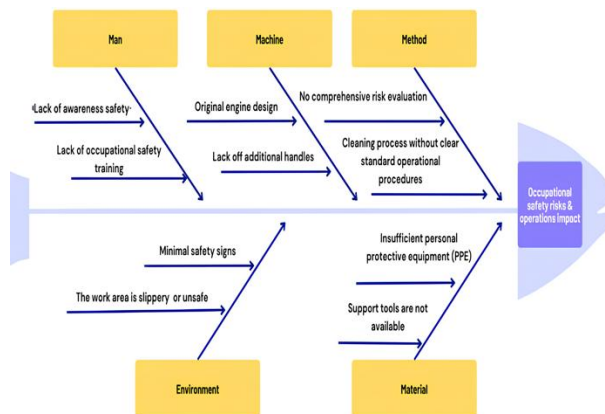 Man
Machine
Method
Lack of awareness safety
Lack of occupational safety
training
Original engine design
Lack off additional handles
No comprehensive risk evaluation
Cleaning process without clear
standard operational
procedures
Occupational
safety risks &
operations Impact
Minimal safety signs
The work area is slippery or unsafe
Insufficient personal
protective equipment (PPE)
Support tools are not
available
Environment
Material